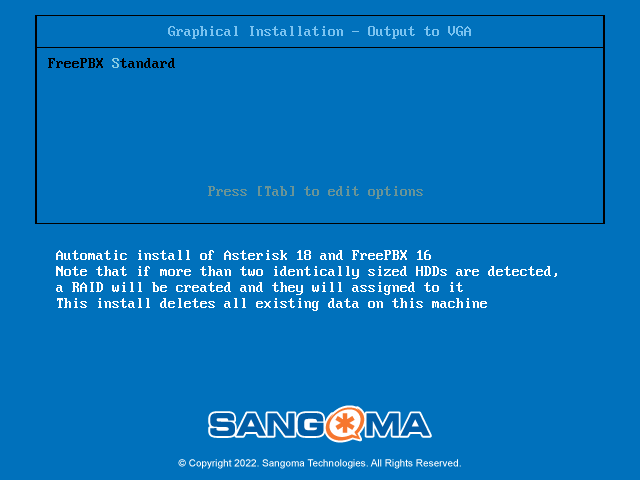 Graphical Installation - Output to VGA
FreePBX Standard
Press [Tab] to edit options
Automatic install of Asterisk 18 and FreePBX 16
Note that if more than two identically sized HDDs are detected,
a RAID will be created and they will assigned to it
This install deletes all existing data on this machine
SANGOMA
© Copyright 2022. Sangoma Technologies. All Rights Reserved.